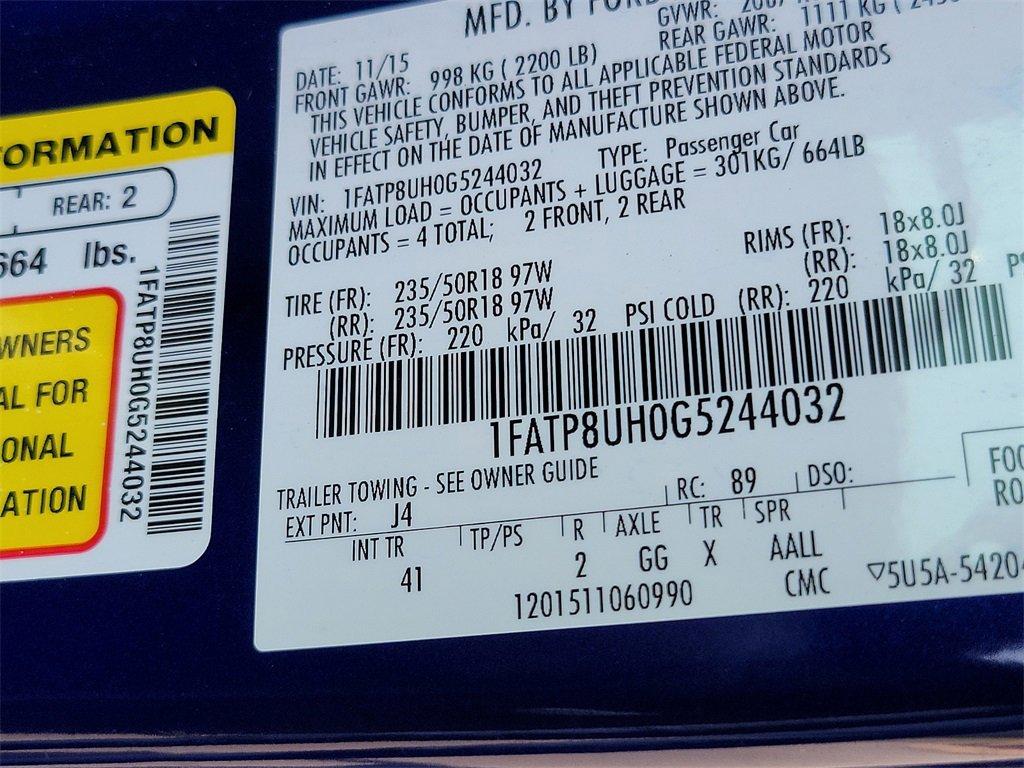 FORMATION
REAR: 2
664 lbs.
1FATP8UH0G5244032
WNERS
AL FOR
ONAL
ATION
MFD. BY FORD
GVWR:
DATE: 11/15
FRONT GAWR: 998 KG ( 2200 LB) REAR GAWR: 1111 KG (
THIS VEHICLE CONFORMS TO ALL APPLICABLE FEDERAL MOTOR
VEHICLE SAFETY, BUMPER, AND THEFT PREVENTION STANDARDS
IN EFFECT ON THE DATE OF MANUFACTURE SHOWN ABOVE.
VIN: 1FATP8UH0G5244032 TYPE: Passenger Car
MAXIMUM LOAD = OCCUPANTS + LUGGAGE = 301KG/ 664LB
OCCUPANTS = 4 TOTAL; 2 FRONT, 2 REAR
TIRE (FR): 235/50R18 97W RIMS (FR): 18x8.0J
(RR): 235/50R18 97W (RR): 18x8.0J
PRESSURE (FR): 220 kPa/ 32 PSI COLD (RR): 220 kPa/ 32 PS
1FATP8UH0G5244032
TRAILER TOWING - SEE OWNER GUIDE
EXT PNT: J4 RC: 89 DSO: FOO
INT TR TP/PS R AXLE TR SPR RO
41 2 GG X AALL
1201511060990 CMC ▽5U5A-54204